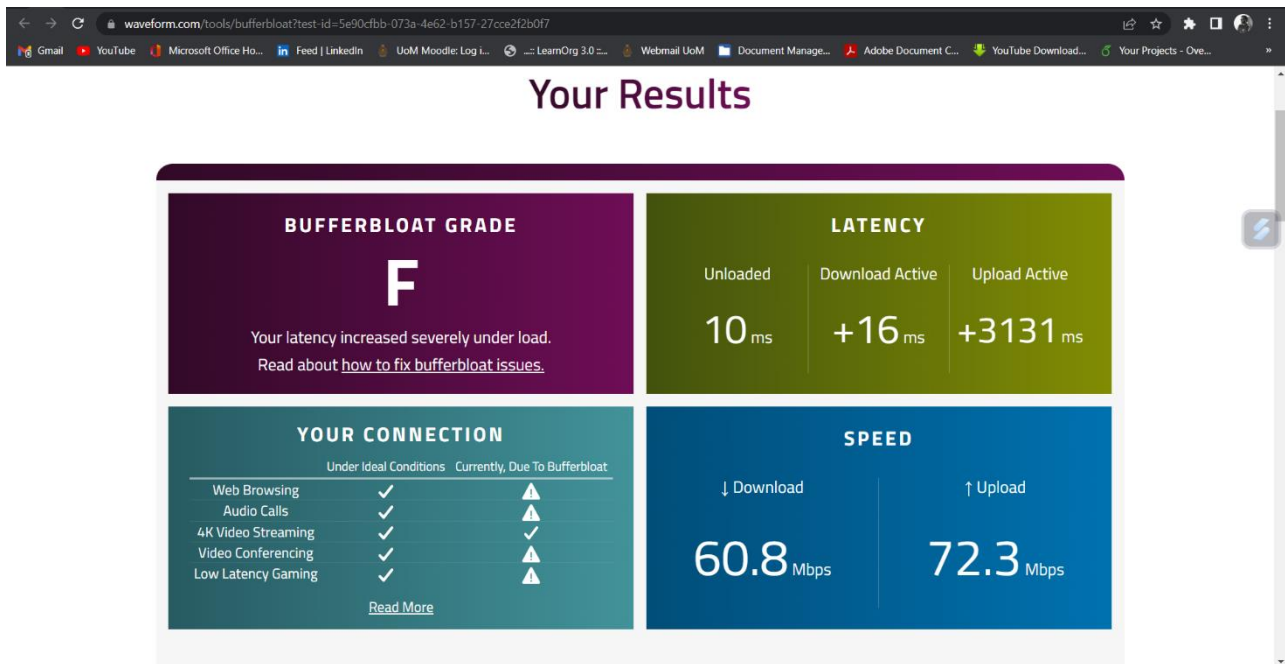 waveform.com/tools/bufferbloat?test-id=5e90cfbb-073a-4e62-b157-27cce2f2b0f7
Gmail YouTube Microsoft Office Ho... Feed | LinkedIn UoM Moodle: Log i... ...:: LearnOrg 3.0 ::... Webmail UoM Document Manage... Adobe Document C... YouTube Download... Your Projects - Ove... »
Your Results
BUFFERBLOAT GRADE
F
Your latency increased severely under load.
Read about how to fix bufferbloat issues.
LATENCY
Unloaded Download Active Upload Active
10 ms +16 ms +3131 ms
YOUR CONNECTION
Under Ideal Conditions Currently, Due To Bufferbloat
Web Browsing
Audio Calls
4K Video Streaming
Video Conferencing
Low Latency Gaming
Read More
SPEED
↓ Download ↑ Upload
60.8 Mbps 72.3 Mbps